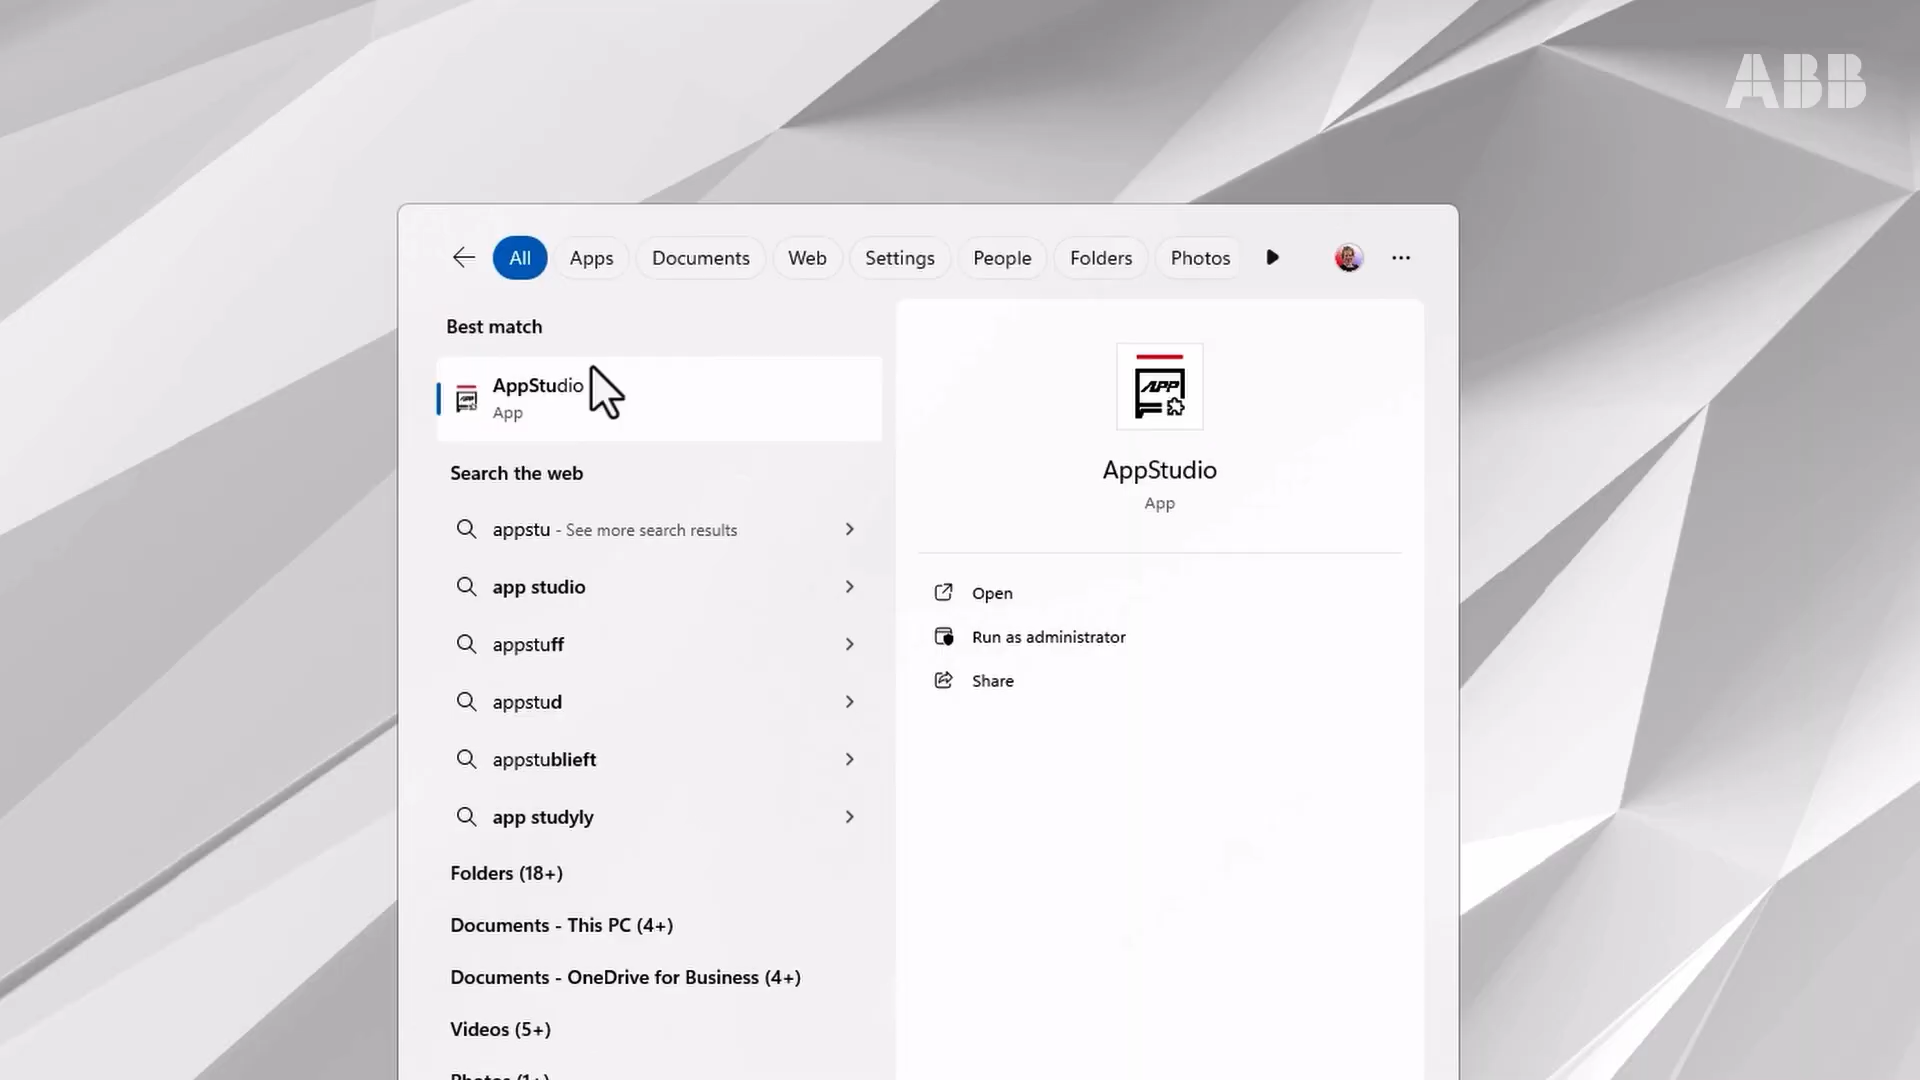 ABB
All
Apps
Documents
Web
Settings
People
Folders
Photos
Best match
AppStudio
App
Search the web
appstu - See more search results
app studio
appstuff
appstud
appstublieft
app studyly
Folders (18+)
Documents - This PC (4+)
Documents - OneDrive for Business (4+)
Videos (5+)
Photos (1+)
APP
AppStudio
App
Open
Run as administrator
Share